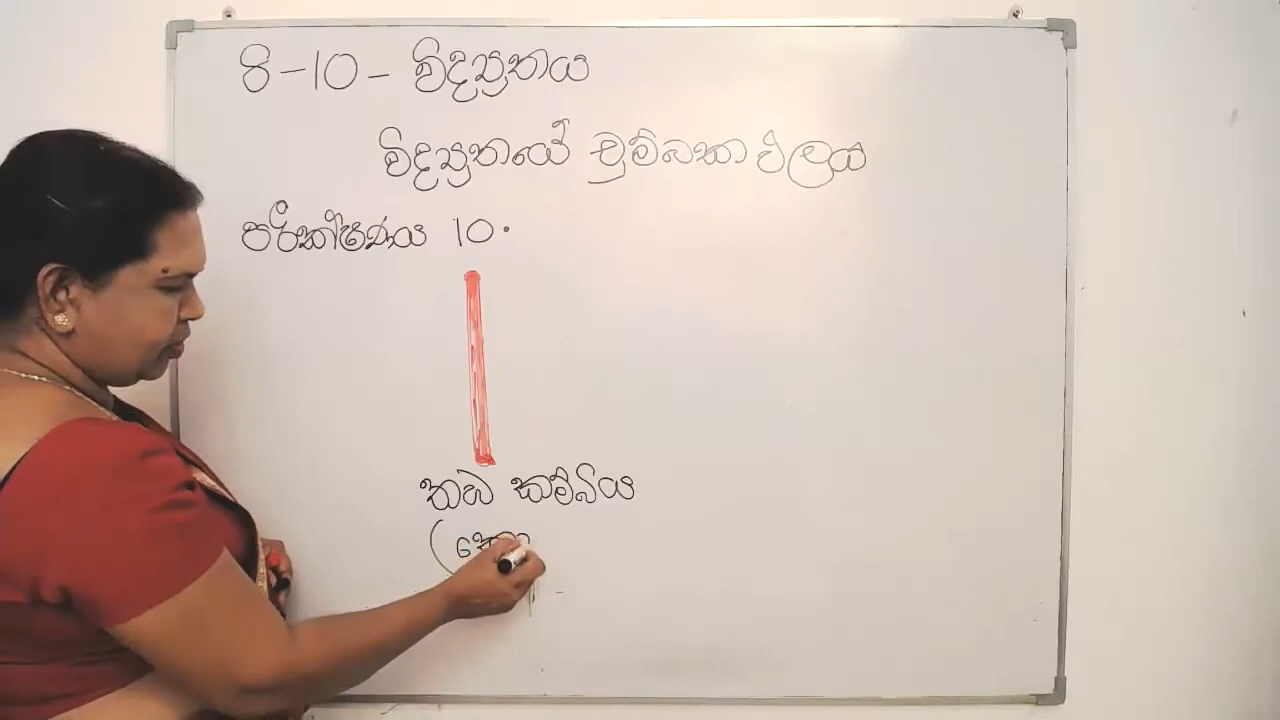 8-10- විද්‍යුතය
විද්‍යුතයේ චුම්බක ඵලය
පරීක්ෂණය 10.
තඹ කම්බිය